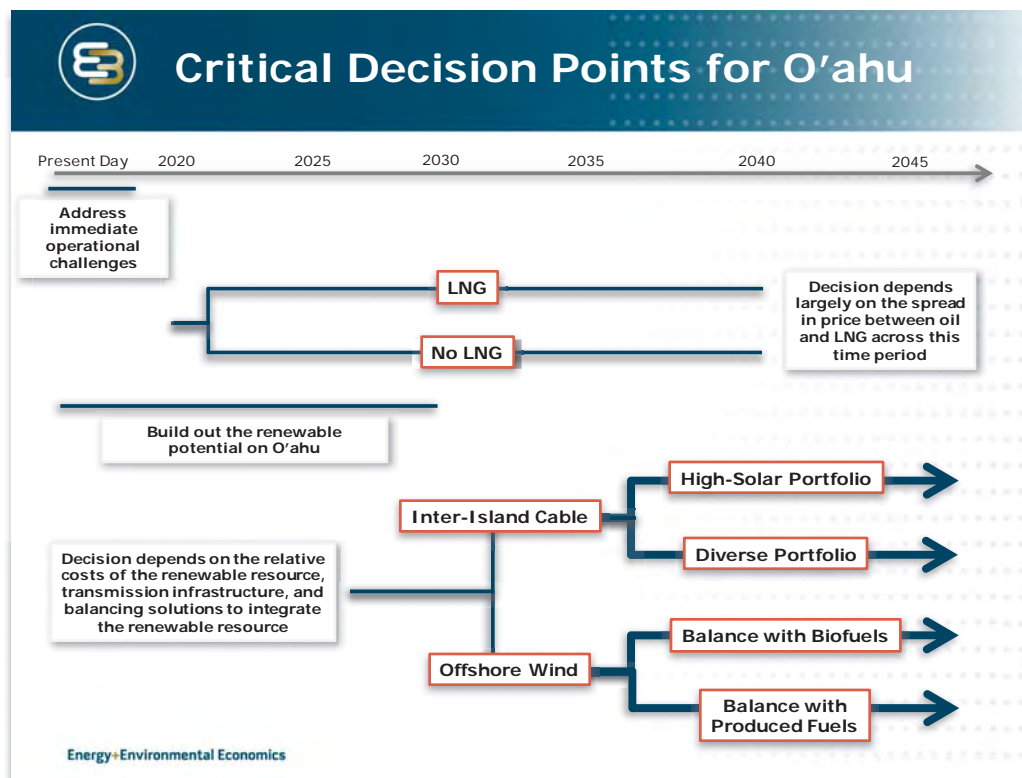 Critical Decision Points for O'ahu
Present Day 2020 2025 2030 2035 2040 2045
Address
immediate
operational
challenges
LNG
No LNG
Decision depends
largely on the spread
in price between oil
and LNG across this
time period
Build out the renewable
potential on O'ahu
Inter-Island Cable
High-Solar Portfolio
Diverse Portfolio
Decision depends on the relative
costs of the renewable resource,
transmission infrastructure, and
balancing solutions to integrate
the renewable resource
Offshore Wind
Balance with Biofuels
Balance with
Produced Fuels
Energy+Environmental Economics